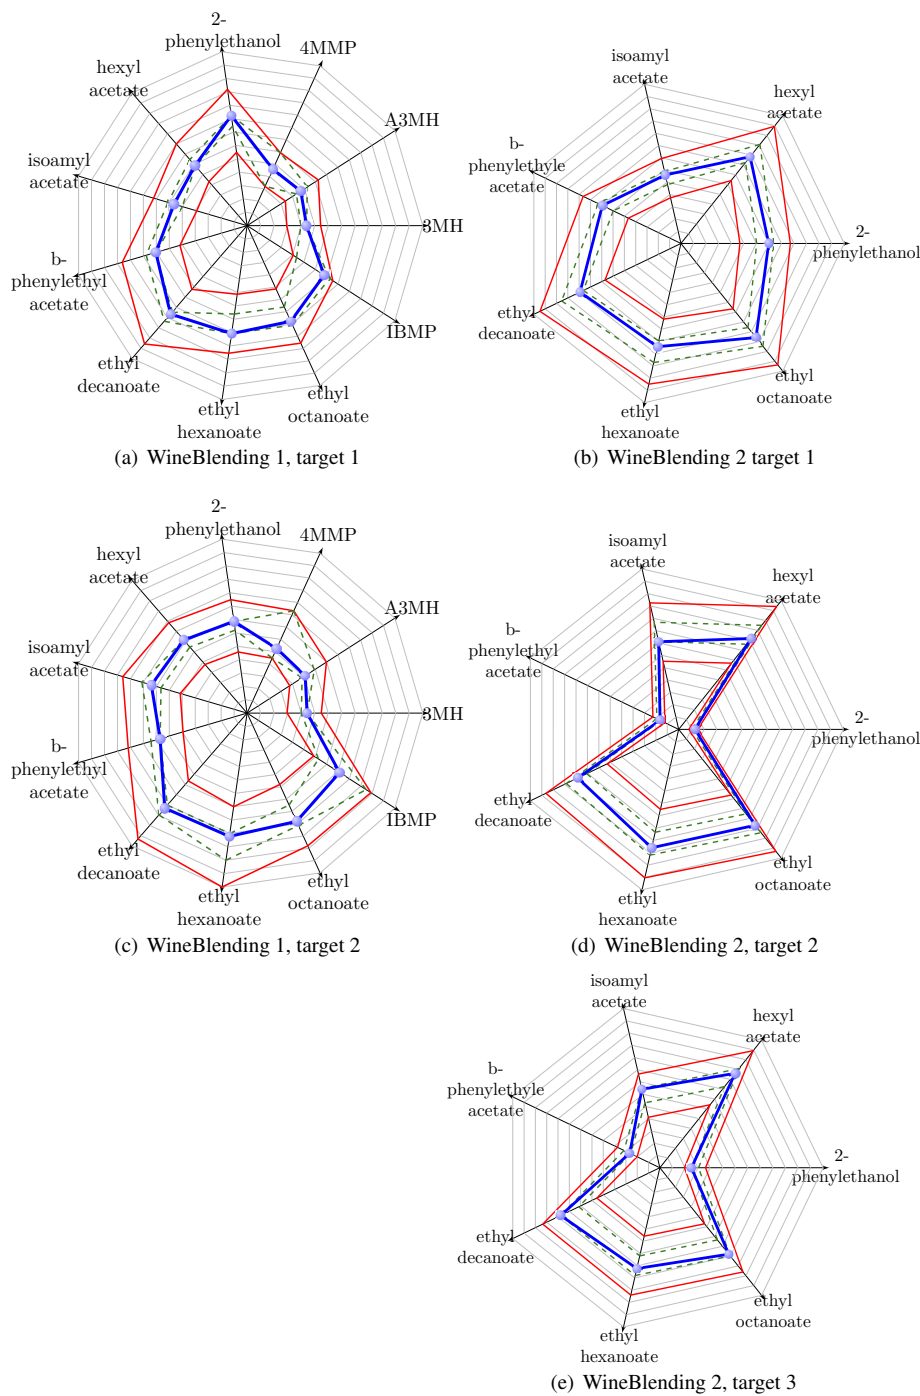 2-
phenylethanol
4MMP
hexyl
acetate
A3MH
isoamyl
acetate
3MH
b-
phenylethyl
acetate
IBMP
ethyl
decanoate
ethyl
octanoate
ethyl
hexanoate
(a) WineBlending 1, target 1
isoamyl
acetate
hexyl
acetate
b-
phenylethyle
acetate
2-
phenylethanol
ethyl
decanoate
ethyl
octanoate
ethyl
hexanoate
(b) WineBlending 2 target 1
2-
phenylethanol
4MMP
hexyl
acetate
A3MH
isoamyl
acetate
3MH
b-
phenylethyl
acetate
IBMP
ethyl
decanoate
ethyl
octanoate
ethyl
hexanoate
(c) WineBlending 1, target 2
isoamyl
acetate
hexyl
acetate
b-
phenylethyl
acetate
2-
phenylethanol
ethyl
decanoate
ethyl
octanoate
ethyl
hexanoate
(d) WineBlending 2, target 2
isoamyl
acetate
hexyl
acetate
b-
phenylethyle
acetate
2-
phenylethanol
ethyl
decanoate
ethyl
octanoate
ethyl
hexanoate
(e) WineBlending 2, target 3